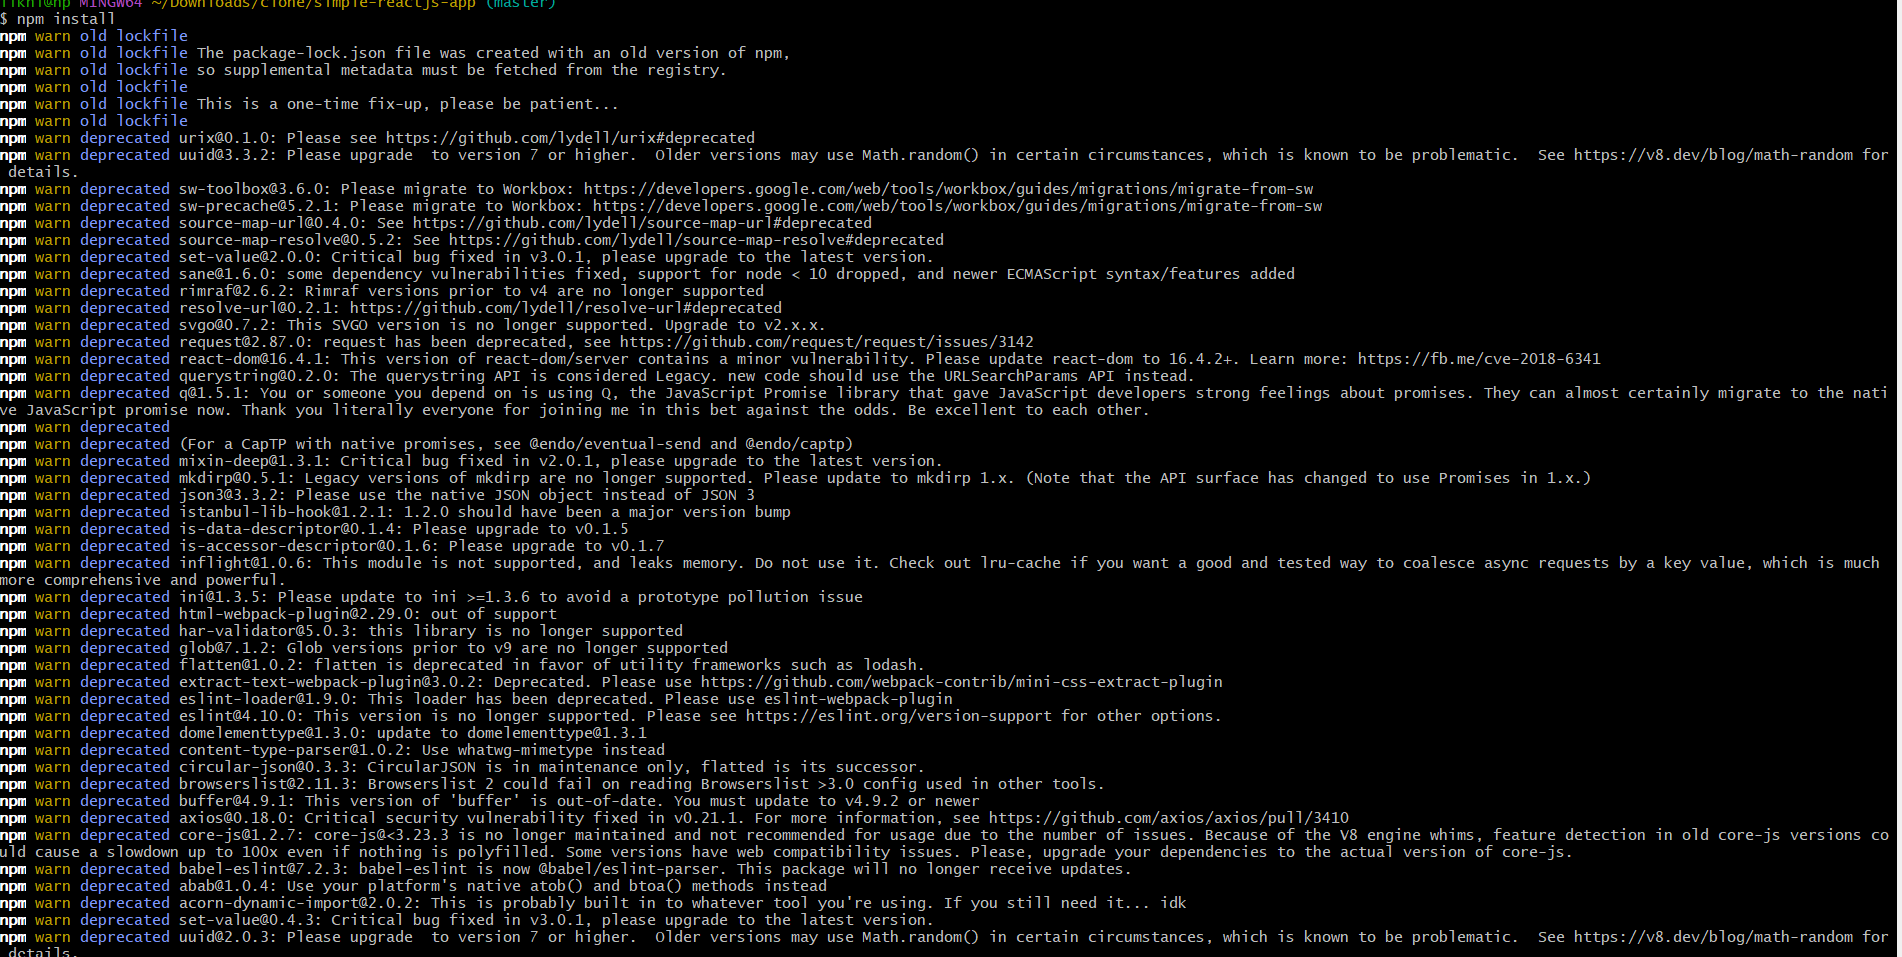 MINGW64 ~/Downloads/clone/simple-reactjs-app (master)
$ npm install
npm warn old lockfile
npm warn old lockfile The package-lock.json file was created with an old version of npm,
npm warn old lockfile so supplemental metadata must be fetched from the registry.
npm warn old lockfile
npm warn old lockfile This is a one-time fix-up, please be patient...
npm warn old lockfile
npm warn deprecated urix@0.1.0: Please see https://github.com/lydell/urix#deprecated
npm warn deprecated uuid@3.3.2: Please upgrade  to version 7 or higher.  Older versions may use Math.random() in certain circumstances, which is known to be problematic.  See https://v8.dev/blog/math-random for
details.
npm warn deprecated sw-toolbox@3.6.0: Please migrate to Workbox: https://developers.google.com/web/tools/workbox/guides/migrations/migrate-from-sw
npm warn deprecated sw-precache@5.2.1: Please migrate to Workbox: https://developers.google.com/web/tools/workbox/guides/migrations/migrate-from-sw
npm warn deprecated source-map-url@0.4.0: See https://github.com/lydell/source-map-url#deprecated
npm warn deprecated source-map-resolve@0.5.2: See https://github.com/lydell/source-map-resolve#deprecated
npm warn deprecated set-value@2.0.0: Critical bug fixed in v3.0.1, please upgrade to the latest version.
npm warn deprecated sane@1.6.0: some dependency vulnerabilities fixed, support for node < 10 dropped, and newer ECMAScript syntax/features added
npm warn deprecated rimraf@2.6.2: Rimraf versions prior to v4 are no longer supported
npm warn deprecated resolve-url@0.2.1: https://github.com/lydell/resolve-url#deprecated
npm warn deprecated svgo@0.7.2: This SVGO version is no longer supported. Upgrade to v2.x.x.
npm warn deprecated request@2.87.0: request has been deprecated, see https://github.com/request/request/issues/3142
npm warn deprecated react-dom@16.4.1: This version of react-dom/server contains a minor vulnerability. Please update react-dom to 16.4.2+. Learn more: https://fb.me/cve-2018-6341
npm warn deprecated querystring@0.2.0: The querystring API is considered Legacy. new code should use the URLSearchParams API instead.
npm warn deprecated q@1.5.1: You or someone you depend on is using Q, the JavaScript Promise library that gave JavaScript developers strong feelings about promises. They can almost certainly migrate to the nati
ve JavaScript promise now. Thank you literally everyone for joining me in this bet against the odds. Be excellent to each other.
npm warn deprecated
npm warn deprecated (For a CapTP with native promises, see @endo/eventual-send and @endo/captp)
npm warn deprecated mixin-deep@1.3.1: Critical bug fixed in v2.0.1, please upgrade to the latest version.
npm warn deprecated mkdirp@0.5.1: Legacy versions of mkdirp are no longer supported. Please update to mkdirp 1.x. (Note that the API surface has changed to use Promises in 1.x.)
npm warn deprecated json3@3.3.2: Please use the native JSON object instead of JSON 3
npm warn deprecated istanbul-lib-hook@1.2.1: 1.2.0 should have been a major version bump
npm warn deprecated is-data-descriptor@0.1.4: Please upgrade to v0.1.5
npm warn deprecated is-accessor-descriptor@0.1.6: Please upgrade to v0.1.7
npm warn deprecated inflight@1.0.6: This module is not supported, and leaks memory. Do not use it. Check out lru-cache if you want a good and tested way to coalesce async requests by a key value, which is much
more comprehensive and powerful.
npm warn deprecated ini@1.3.5: Please update to ini >=1.3.6 to avoid a prototype pollution issue
npm warn deprecated html-webpack-plugin@2.29.0: out of support
npm warn deprecated har-validator@5.0.3: this library is no longer supported
npm warn deprecated glob@7.1.2: Glob versions prior to v9 are no longer supported
npm warn deprecated flatten@1.0.2: flatten is deprecated in favor of utility frameworks such as lodash.
npm warn deprecated extract-text-webpack-plugin@3.0.2: Deprecated. Please use https://github.com/webpack-contrib/mini-css-extract-plugin
npm warn deprecated eslint-loader@1.9.0: This loader has been deprecated. Please use eslint-webpack-plugin
npm warn deprecated eslint@4.10.0: This version is no longer supported. Please see https://eslint.org/version-support for other options.
npm warn deprecated domelementtype@1.3.0: update to domelementtype@1.3.1
npm warn deprecated content-type-parser@1.0.2: Use whatwg-mimetype instead
npm warn deprecated circular-json@0.3.3: CircularJSON is in maintenance only, flatted is its successor.
npm warn deprecated browserslist@2.11.3: Browserslist 2 could fail on reading Browserslist >3.0 config used in other tools.
npm warn deprecated buffer@4.9.1: This version of 'buffer' is out-of-date. You must update to v4.9.2 or newer
npm warn deprecated axios@0.18.0: Critical security vulnerability fixed in v0.21.1. For more information, see https://github.com/axios/axios/pull/3410
npm warn deprecated core-js@1.2.7: core-js@<3.23.3 is no longer maintained and not recommended for usage due to the number of issues. Because of the V8 engine whims, feature detection in old core-js versions co
uld cause a slowdown up to 100x even if nothing is polyfilled. Some versions have web compatibility issues. Please, upgrade your dependencies to the actual version of core-js.
npm warn deprecated babel-eslint@7.2.3: babel-eslint is now @babel/eslint-parser. This package will no longer receive updates.
npm warn deprecated abab@1.0.4: Use your platform's native atob() and btoa() methods instead
npm warn deprecated acorn-dynamic-import@2.0.2: This is probably built in to whatever tool you're using. If you still need it... idk
npm warn deprecated set-value@0.4.3: Critical bug fixed in v3.0.1, please upgrade to the latest version.
npm warn deprecated uuid@2.0.3: Please upgrade  to version 7 or higher.  Older versions may use Math.random() in certain circumstances, which is known to be problematic.  See https://v8.dev/blog/math-random for
details.